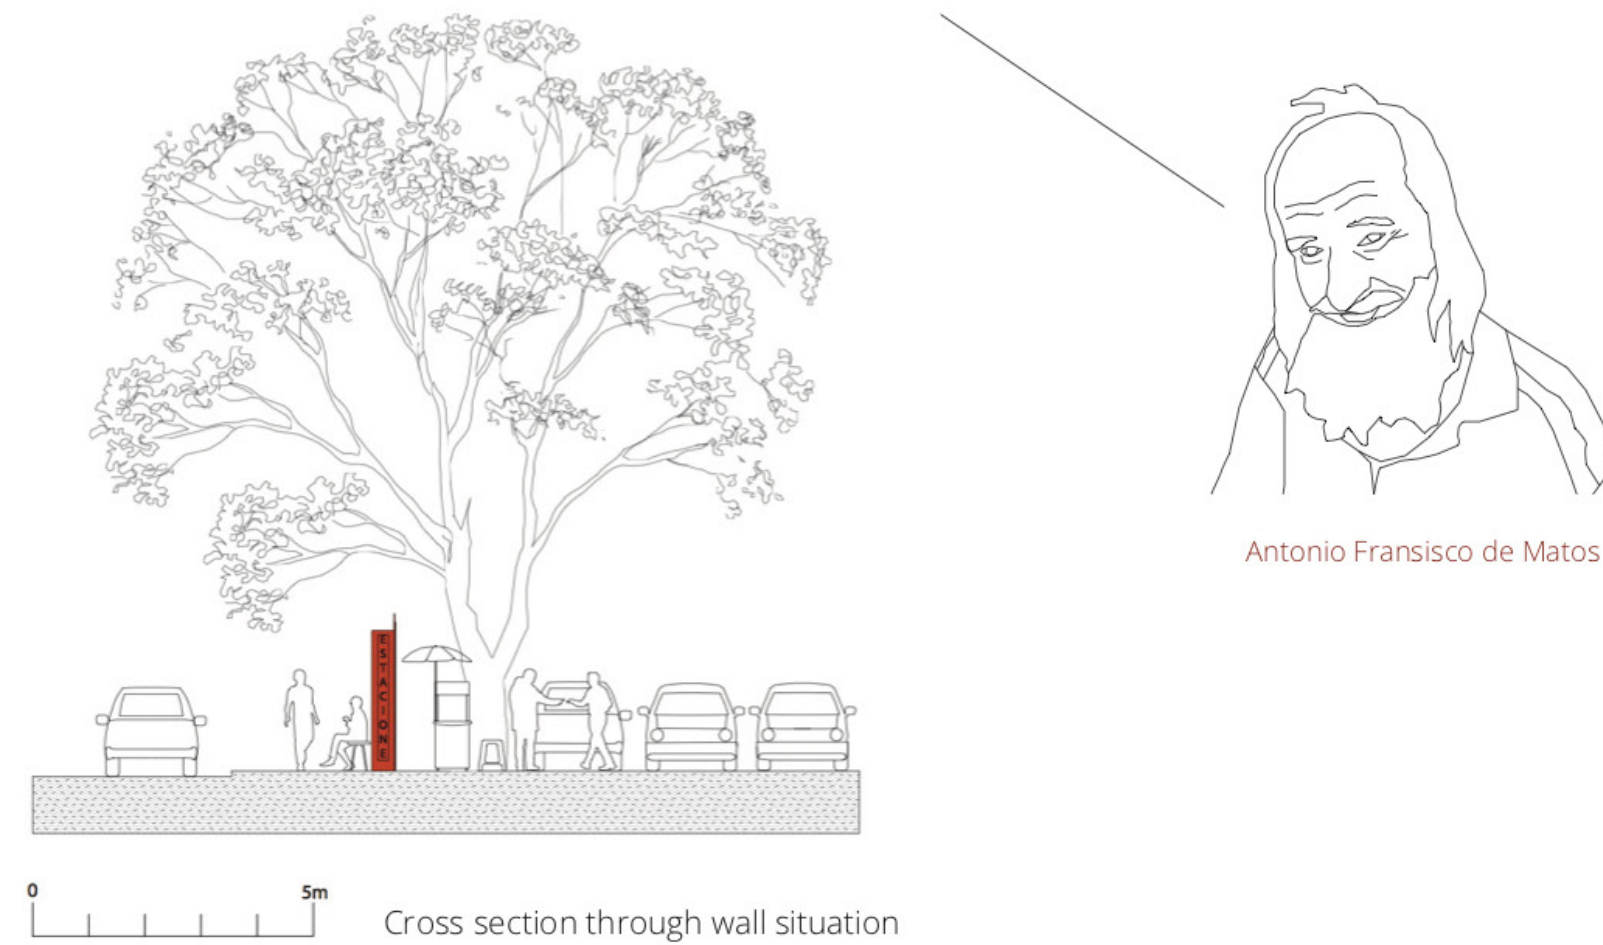 Antonio Fransisco de Matos
ESTACIONE
0 5m
Cross section through wall situation